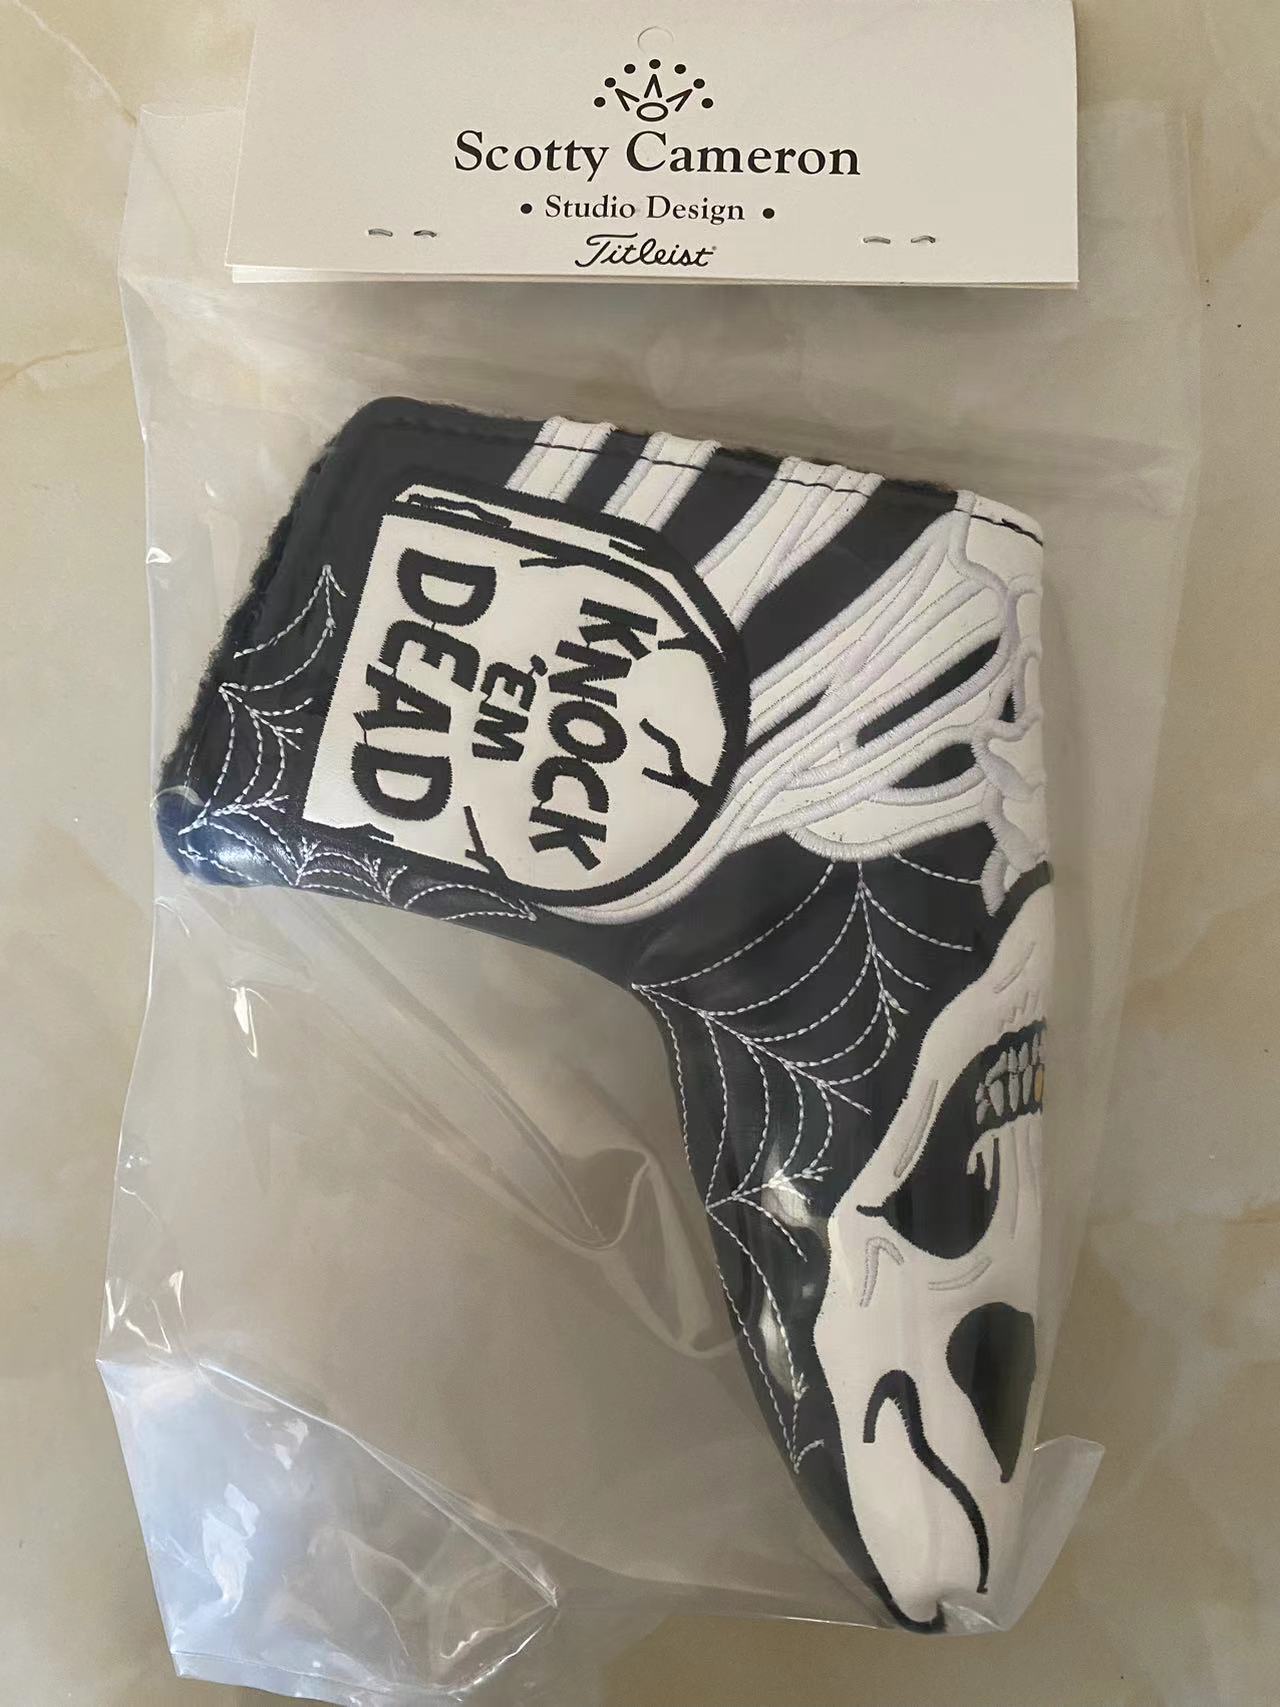 Scotty Cameron
• Studio Design •
Titleist
KNOCK
'EM
DEAD